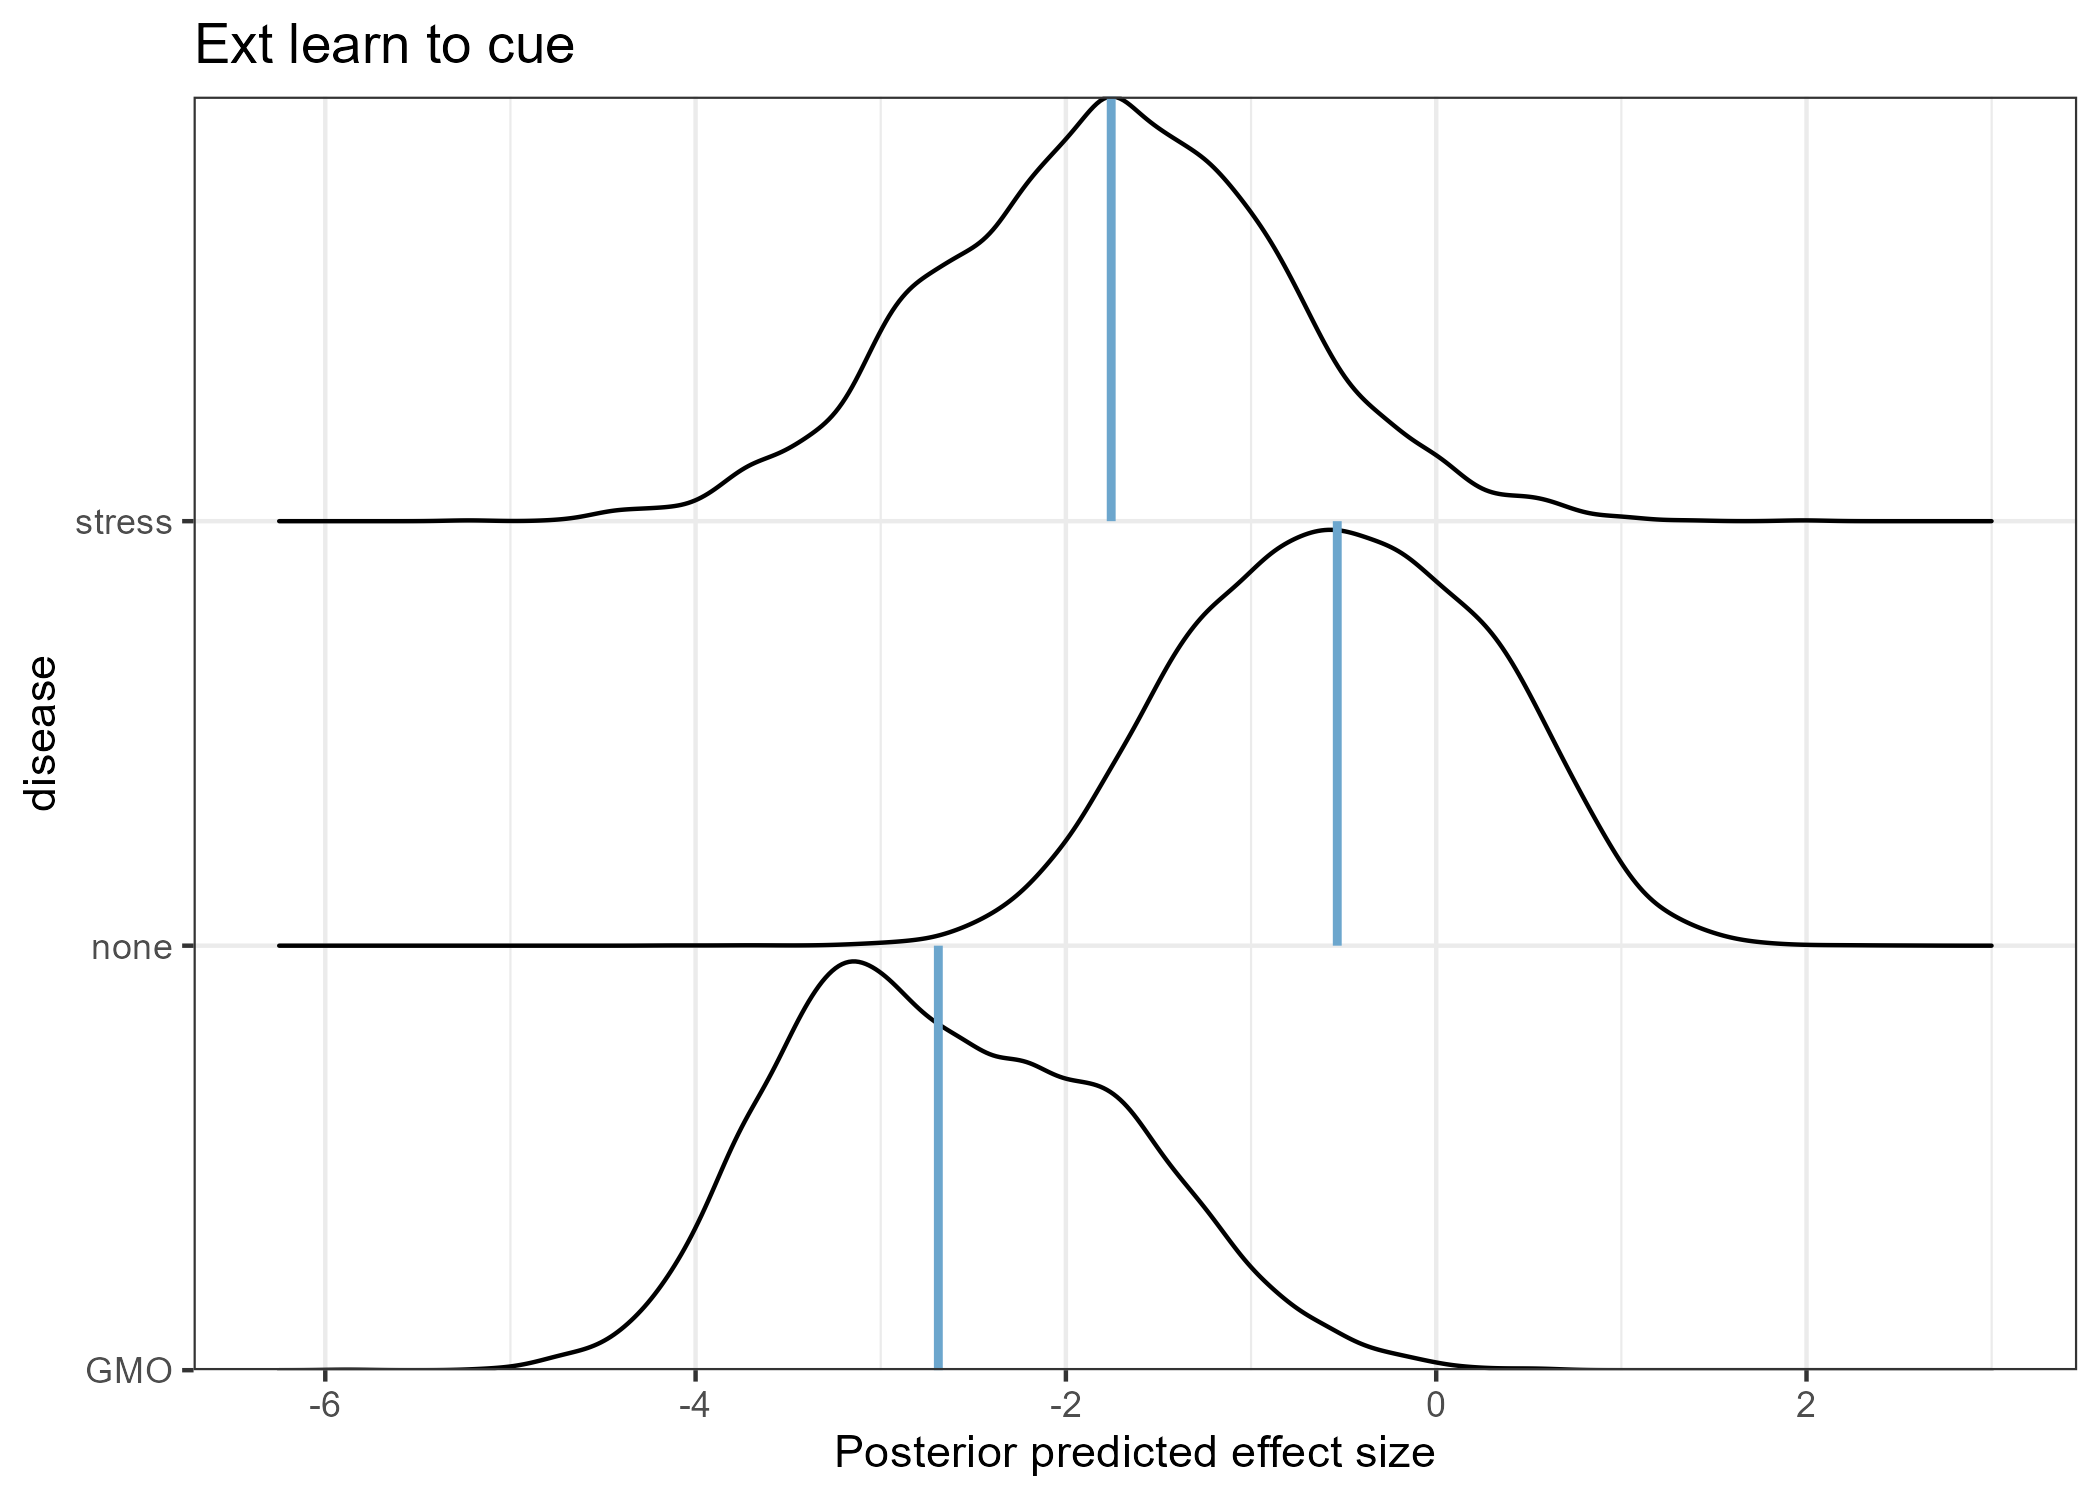 Ext learn to cue
stress
disease
none
GMO
-6
-4
-2
0
2
Posterior predicted effect size